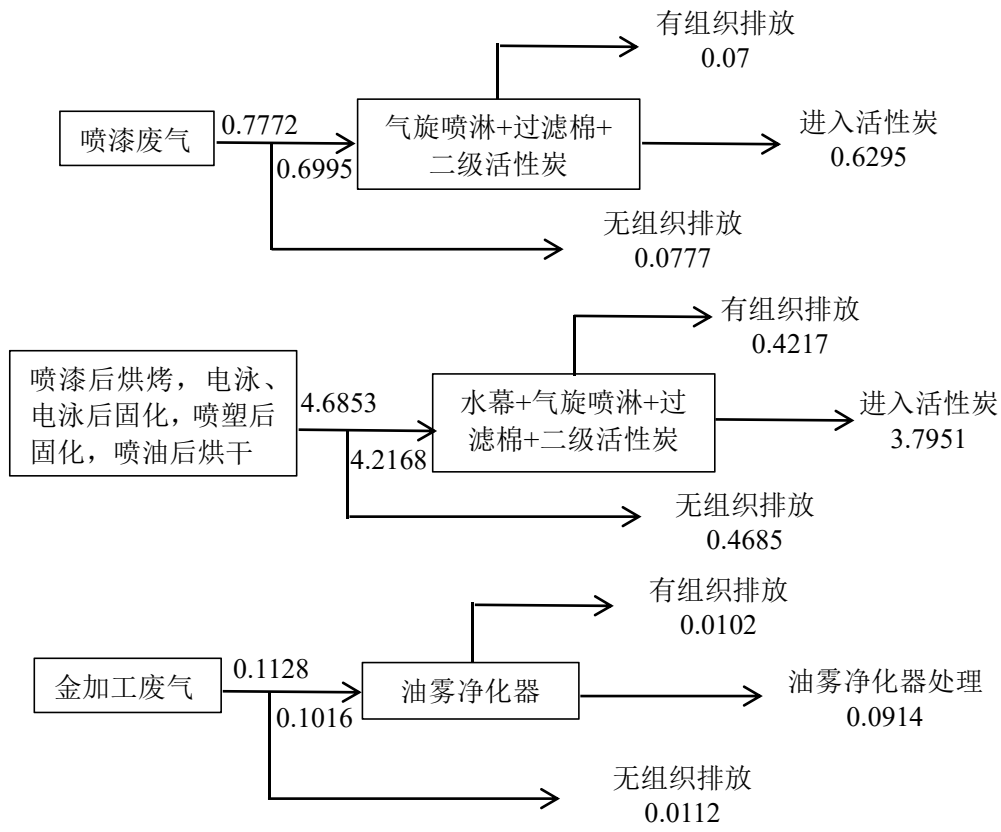 有组织排放
0.07
喷漆废气
0.7772
0.6995
气旋喷淋+过滤棉+
二级活性炭
进入活性炭
0.6295
无组织排放
0.0777
有组织排放
0.4217
喷漆后烘烤，电泳、
电泳后固化，喷塑后
固化，喷油后烘干
4.6853
4.2168
水幕+气旋喷淋+过
滤棉+二级活性炭
进入活性炭
3.7951
无组织排放
0.4685
有组织排放
0.0102
金加工废气
0.1128
0.1016
油雾净化器
油雾净化器处理
0.0914
无组织排放
0.0112